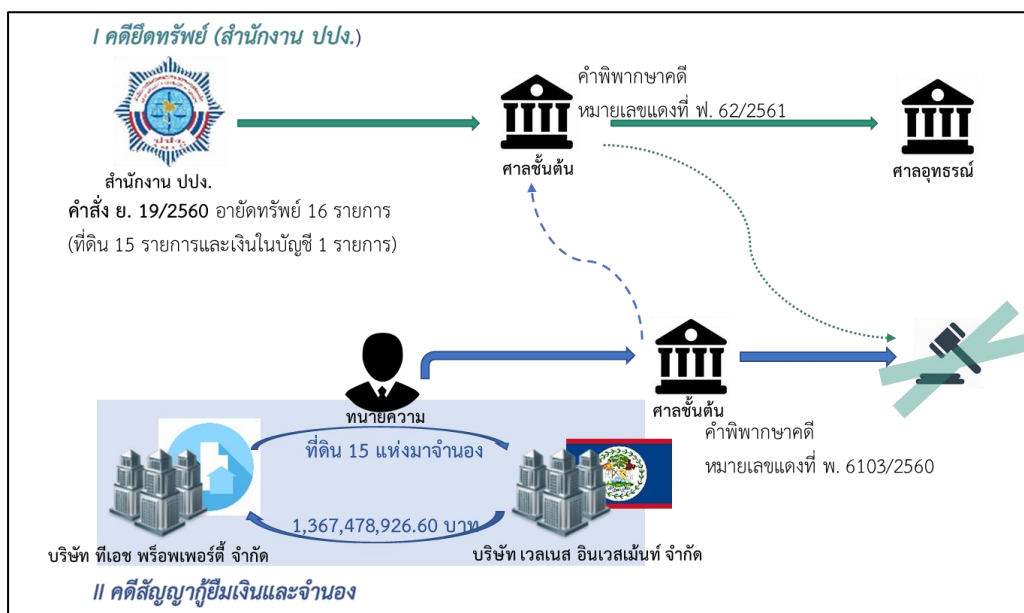 I คดียึดทรัพย์ (สำนักงาน ปปง.)
คำพิพากษาคดี
หมายเลขแดงที่ ฟ. 62/2561
ศาลชั้นต้น
ศาลอุทธรณ์
สำนักงาน ปปง.
คำสั่ง ย. 19/2560 อายัดทรัพย์ 16 รายการ
(ที่ดิน 15 รายการและเงินในบัญชี 1 รายการ)
ทนายความ
ศาลชั้นต้น
คำพิพากษาคดี
หมายเลขแดงที่ พ. 6103/2560
ที่ดิน 15 แห่งมาจำนอง
1,367,478,926.60 บาท
บริษัท ทีเอช พร็อพเพอร์ตี้ จำกัด
บริษัท เวลเนส อินเวสเม้นท์ จำกัด
II คดีสัญญากู้ยืมเงินและจำนอง